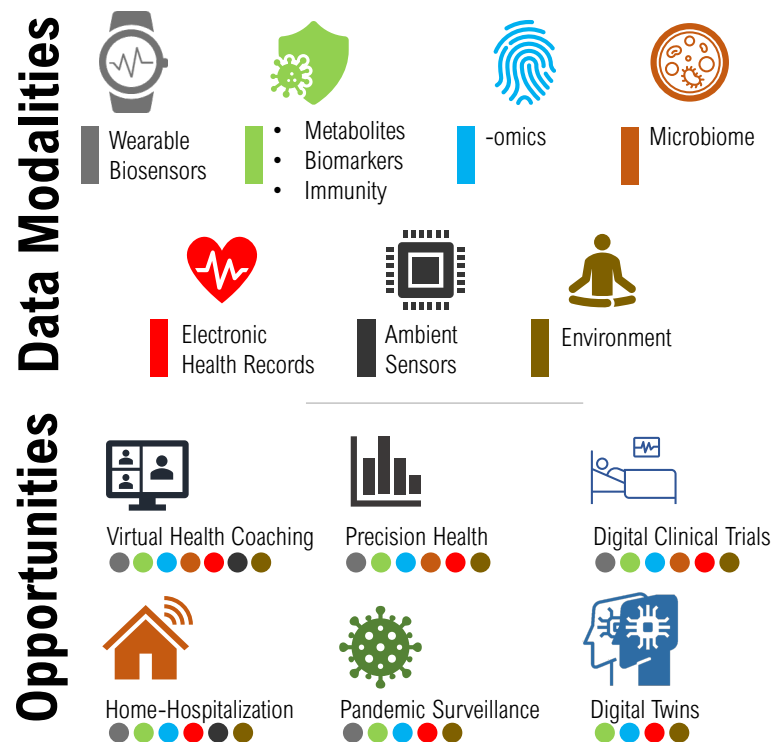 Data Modalities
Wearable
Biosensors
• Metabolites
• Biomarkers
• Immunity
-omics
Microbiome
Electronic
Health Records
Ambient
Sensors
Environment
Opportunities
Virtual Health Coaching
Precision Health
Digital Clinical Trials
Home-Hospitalization
Pandemic Surveillance
Digital Twins